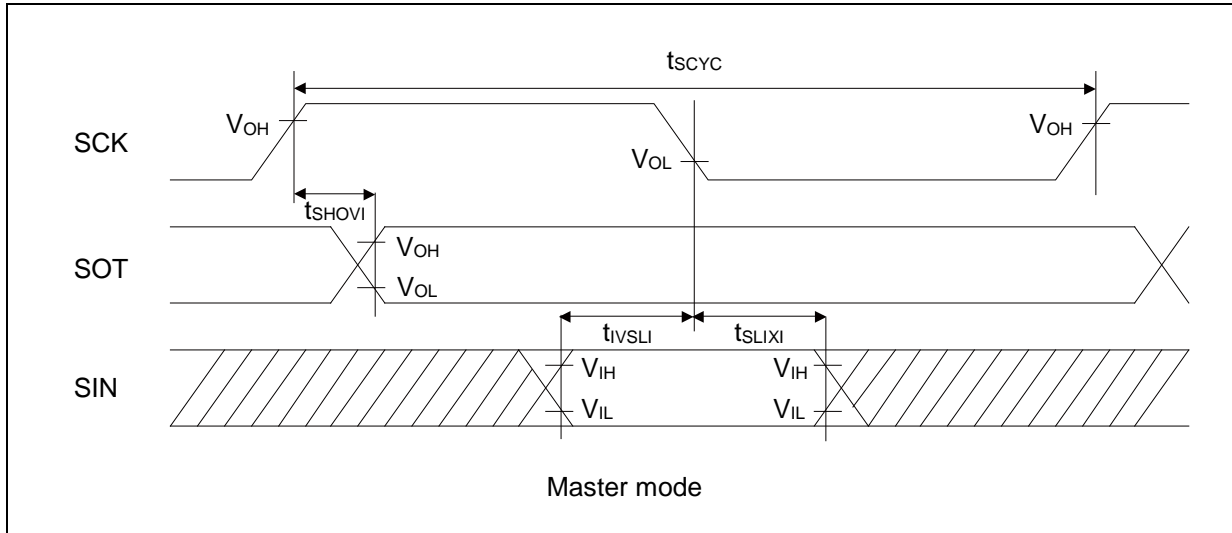 tSCYC
SCK
VOH
VOL
VOH
tSHOVI
SOT
VOH
VOL
tIVSLI
tSLIXI
SIN
VIH
VIL
VIH
VIL
Master mode